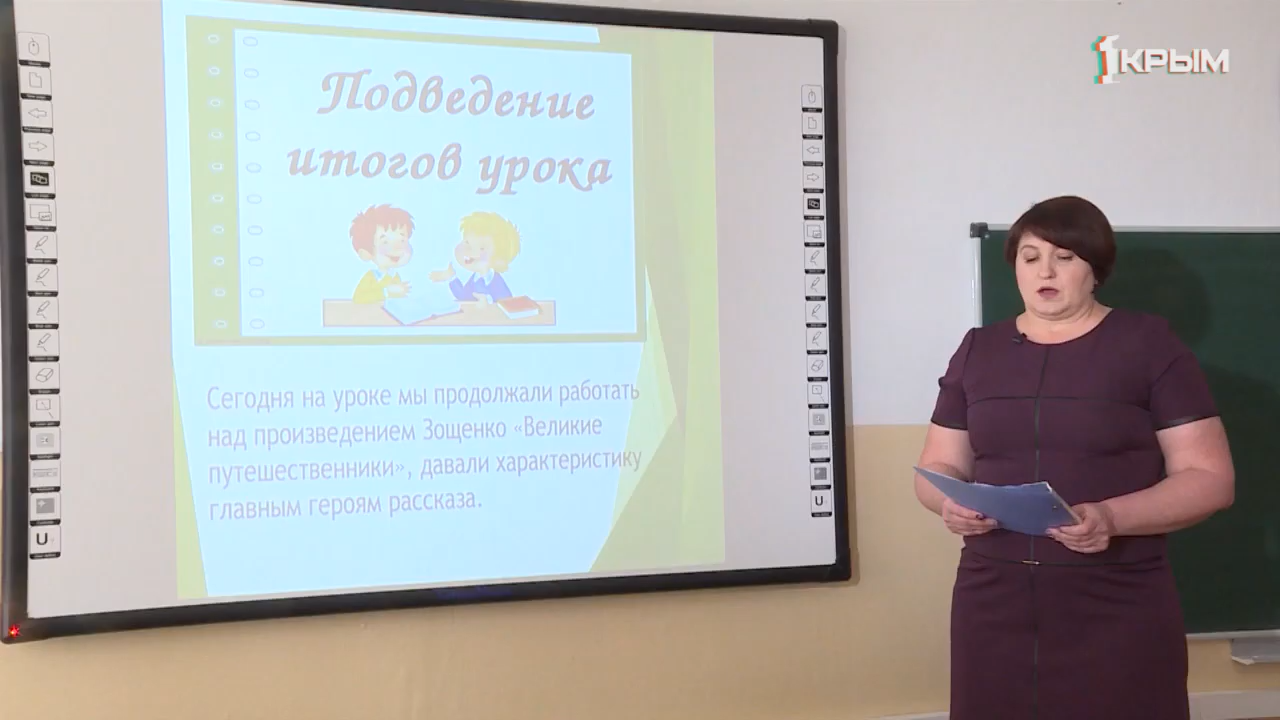 1КРЫМ
Подведение
итогов урока
Сегодня на уроке мы продолжали работать
над произведением Зощенко «Великие
путешественники», давали характеристику
главным героям рассказа.
U
U